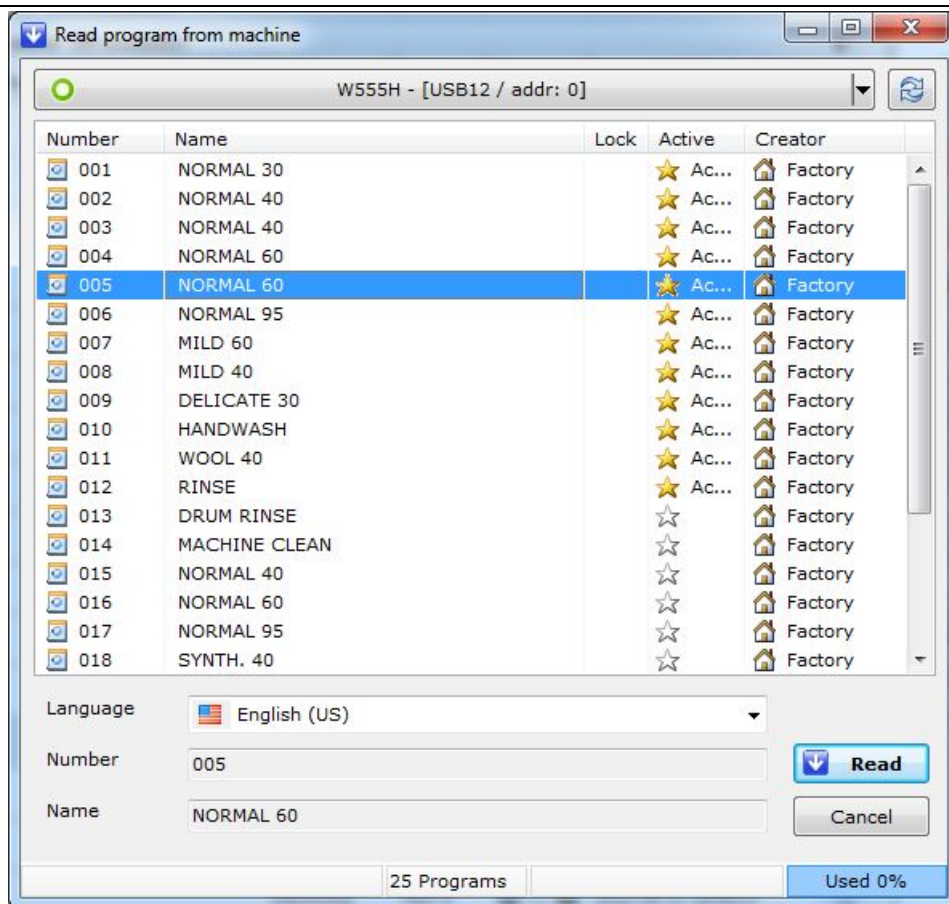 Read program from machine
W555H - [USB12 / addr: 0]
Number Name Lock Active Creator
001 NORMAL 30 Ac... Factory
002 NORMAL 40 Ac... Factory
003 NORMAL 40 Ac... Factory
004 NORMAL 60 Ac... Factory
005 NORMAL 60 Ac... Factory
006 NORMAL 95 Ac... Factory
007 MILD 60 Ac... Factory
008 MILD 40 Ac... Factory
009 DELICATE 30 Ac... Factory
010 HANDWASH Ac... Factory
011 WOOL 40 Ac... Factory
012 RINSE Ac... Factory
013 DRUM RINSE Factory
014 MACHINE CLEAN Factory
015 NORMAL 40 Factory
016 NORMAL 60 Factory
017 NORMAL 95 Factory
018 SYNTH. 40 Factory
Language English (US)
Number 005 Read
Name NORMAL 60 Cancel
25 Programs Used 0%